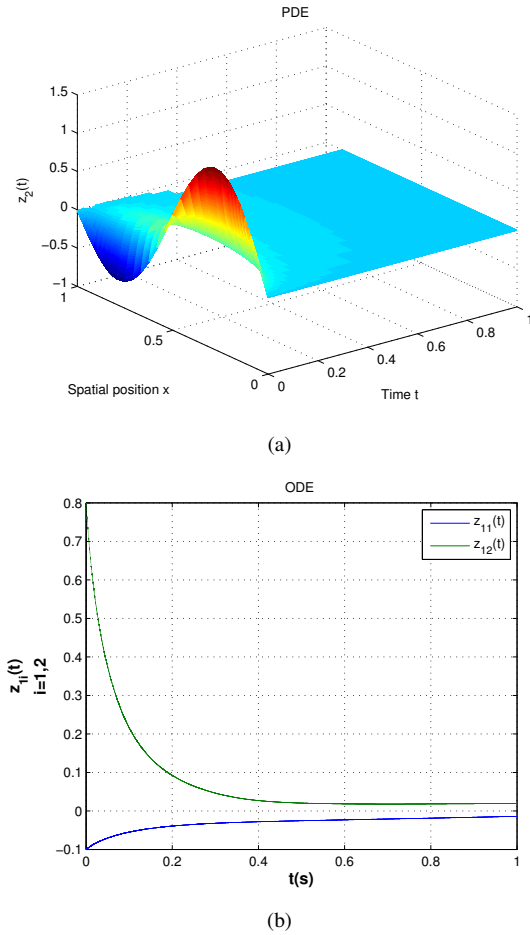 PDE
1.5
1
0.5
0
−0.5
−1
z2(t)
1
0.5
0
Spatial position x
0
0.2
0.4
0.6
0.8
1
Time t
(a)
ODE
0.8
0.7
0.6
0.5
0.4
0.3
0.2
0.1
0
−0.1
z1i(t)
i=1,2
z11(t)
z12(t)
0
0.2
0.4
0.6
0.8
1
t(s)
(b)